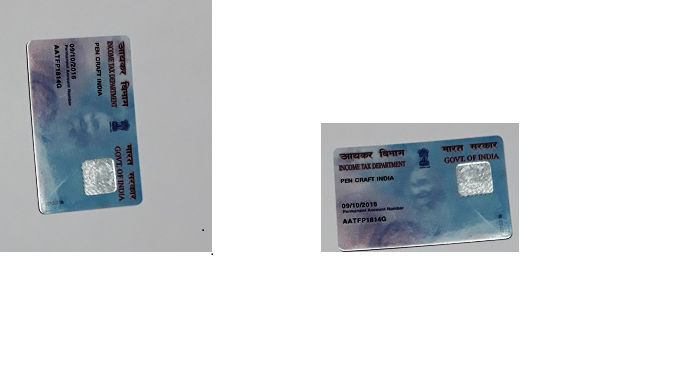 आयकर विभाग
INCOME TAX DEPARTMENT
भारत सरकार
GOVT. OF INDIA
PEN CRAFT INDIA
09/10/2016
Permanent Account Number
AATFP1814G
आयकर विभाग
INCOME TAX DEPARTMENT
भारत सरकार
GOVT. OF INDIA
PEN CRAFT INDIA
09/10/2016
Permanent Account Number
AATFP1814G